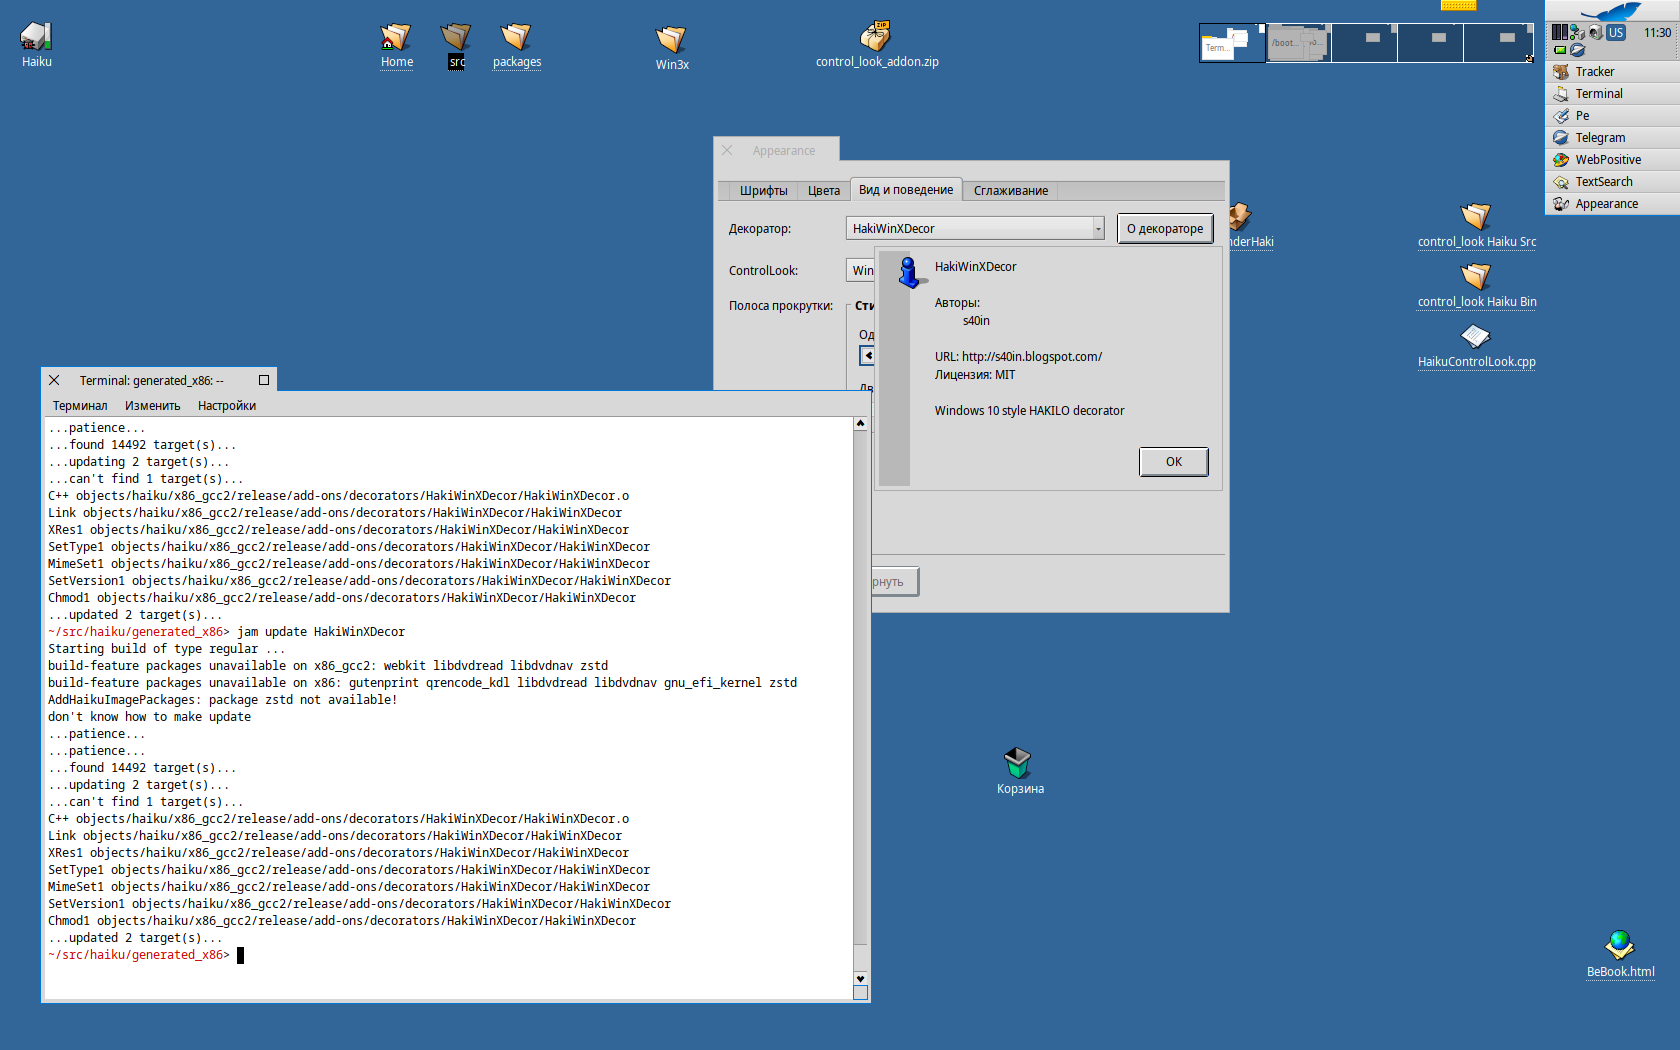 Haiku
Home
src
packages
Win3x
control_look_addon.zip
Term...
/boot...
US
11:30
Tracker
Terminal
Pe
Telegram
WebPositive
TextSearch
Appearance
Appearance
Шрифты
Цвета
Вид и поведение
Сглаживание
Декоратор:
HakiWinXDecor
О декораторе
ControlLook:
Win
Полоса прокрутки:
Сти
Од
Дв
HakiWinXDecor
Авторы:
s40in
URL: http://s40in.blogspot.com/
Лицензия: MIT
Windows 10 style HAKILO decorator
OK
рнуть
nderHaki
control_look Haiku Src
control_look Haiku Bin
HaikuControlLook.cpp
Terminal: generated_x86: --
Терминал Изменить Настройки
...patience...
...found 14492 target(s)...
...updating 2 target(s)...
...can't find 1 target(s)...
C++ objects/haiku/x86_gcc2/release/add-ons/decorators/HakiWinXDecor/HakiWinXDecor.o
Link objects/haiku/x86_gcc2/release/add-ons/decorators/HakiWinXDecor/HakiWinXDecor
XRes1 objects/haiku/x86_gcc2/release/add-ons/decorators/HakiWinXDecor/HakiWinXDecor
SetType1 objects/haiku/x86_gcc2/release/add-ons/decorators/HakiWinXDecor/HakiWinXDecor
MimeSet1 objects/haiku/x86_gcc2/release/add-ons/decorators/HakiWinXDecor/HakiWinXDecor
SetVersion1 objects/haiku/x86_gcc2/release/add-ons/decorators/HakiWinXDecor/HakiWinXDecor
Chmod1 objects/haiku/x86_gcc2/release/add-ons/decorators/HakiWinXDecor/HakiWinXDecor
...updated 2 target(s)...
~/src/haiku/generated_x86> jam update HakiWinXDecor
Starting build of type regular ...
build-feature packages unavailable on x86_gcc2: webkit libdvdread libdvdnav zstd
build-feature packages unavailable on x86: gutenprint qrencode_kdl libdvdread libdvdnav gnu_efi_kernel zstd
AddHaikuImagePackages: package zstd not available!
don't know how to make update
...patience...
...patience...
...found 14492 target(s)...
...updating 2 target(s)...
...can't find 1 target(s)...
C++ objects/haiku/x86_gcc2/release/add-ons/decorators/HakiWinXDecor/HakiWinXDecor.o
Link objects/haiku/x86_gcc2/release/add-ons/decorators/HakiWinXDecor/HakiWinXDecor
XRes1 objects/haiku/x86_gcc2/release/add-ons/decorators/HakiWinXDecor/HakiWinXDecor
SetType1 objects/haiku/x86_gcc2/release/add-ons/decorators/HakiWinXDecor/HakiWinXDecor
MimeSet1 objects/haiku/x86_gcc2/release/add-ons/decorators/HakiWinXDecor/HakiWinXDecor
SetVersion1 objects/haiku/x86_gcc2/release/add-ons/decorators/HakiWinXDecor/HakiWinXDecor
Chmod1 objects/haiku/x86_gcc2/release/add-ons/decorators/HakiWinXDecor/HakiWinXDecor
...updated 2 target(s)...
~/src/haiku/generated_x86>
Корзина
BeBook.html